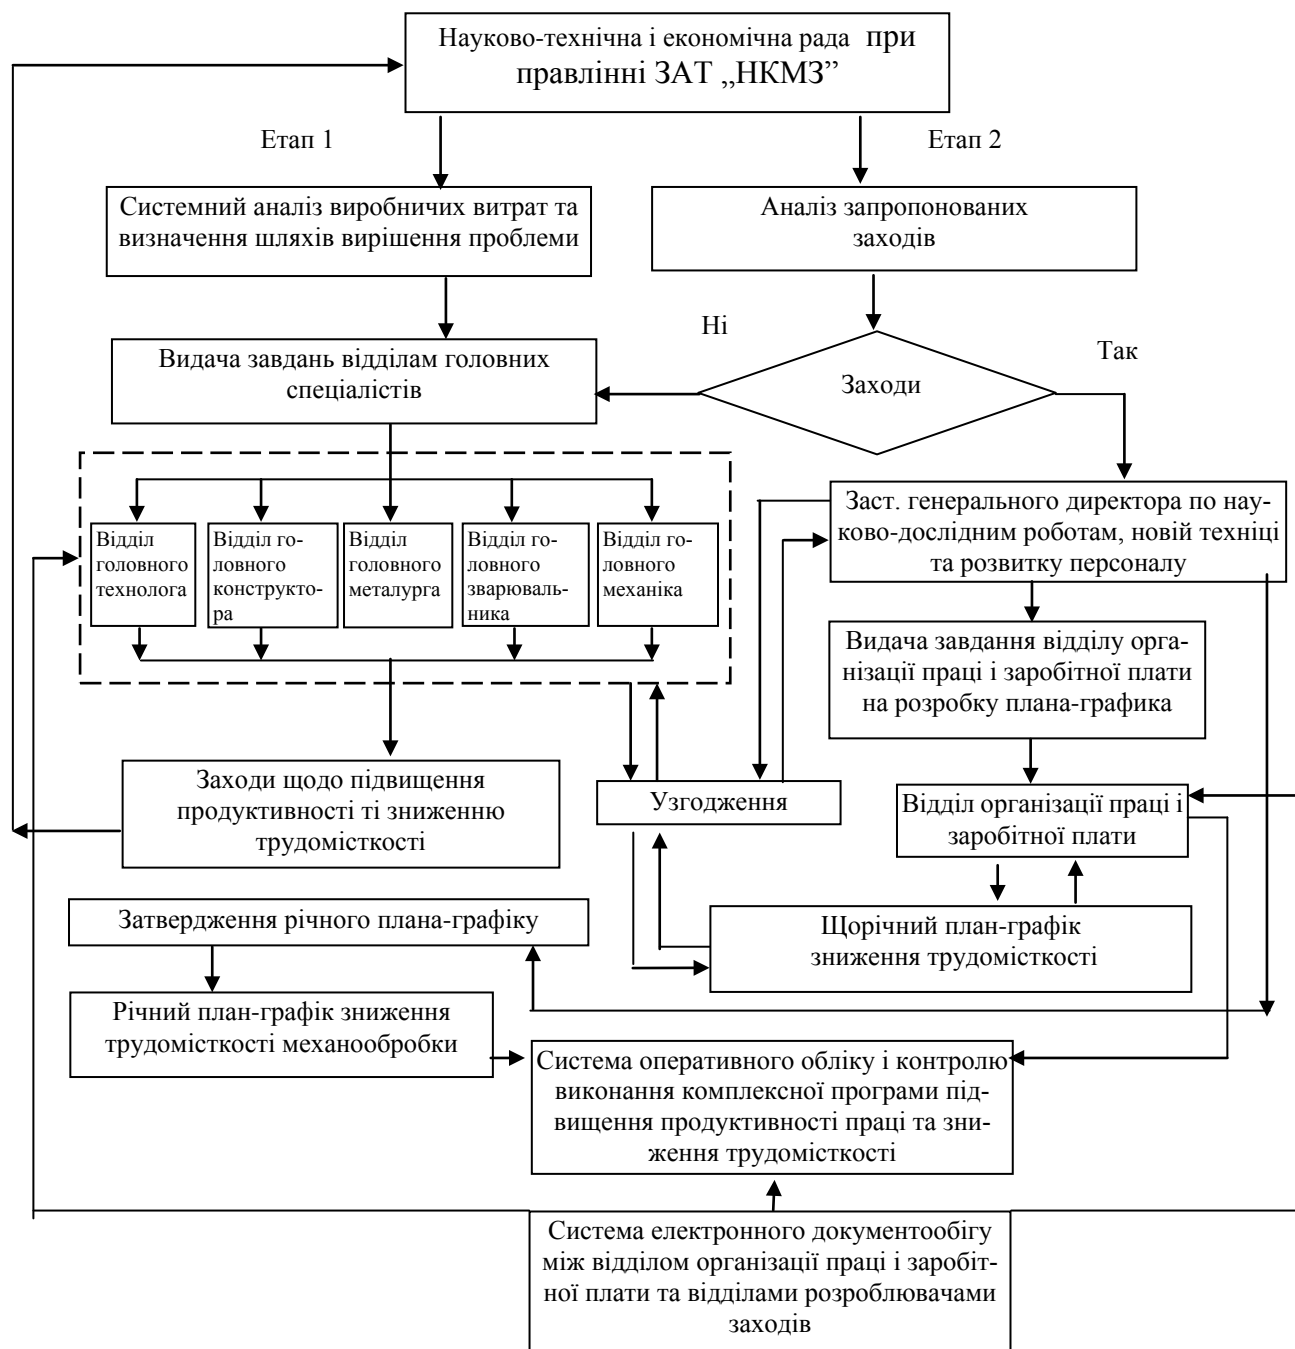 Науково-технічна і економічна рада при
правлінні ЗАТ „НКМЗ”
Етап 1
Етап 2
Системний аналіз виробничих витрат та
визначення шляхів вирішення проблеми
Аналіз запропонованих
заходів
Ні
Так
Видача завдань відділам головних
спеціалістів
Заходи
Відділ
головного
технолога
Відділ го-
ловного
конструкто-
ра
Відділ
головного
металурга
Відділ го-
ловного
зварюваль-
ника
Відділ го-
ловного
механіка
Заст. генерального директора по нау-
ково-дослідним роботам, новій техніці
та розвитку персоналу
Видача завдання відділу орга-
нізації праці і заробітної плати
на розробку плана-графика
Заходи щодо підвищення
продуктивності ті зниженню
трудомісткості
Узгодження
Відділ організації праці і
заробітної плати
Затвердження річного плана-графіку
Щорічний план-графік
зниження трудомісткості
Річний план-графік зниження
трудомісткості механообробки
Система оперативного обліку і контролю
виконання комплексної програми під-
вищення продуктивності праці та зни-
ження трудомісткості
Система електронного документообігу
між відділом організації праці і заробіт-
ної плати та відділами розроблювачами
заходів